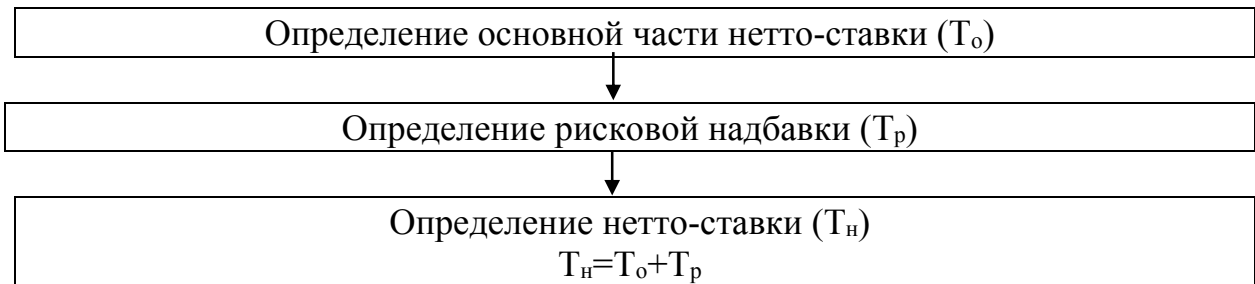 Определение основной части нетто-ставки (Tₒ)
Определение рисковой надбавки (Tₚ)
Определение нетто-ставки (Tₙ)
Tₙ=Tₒ+Tₚ